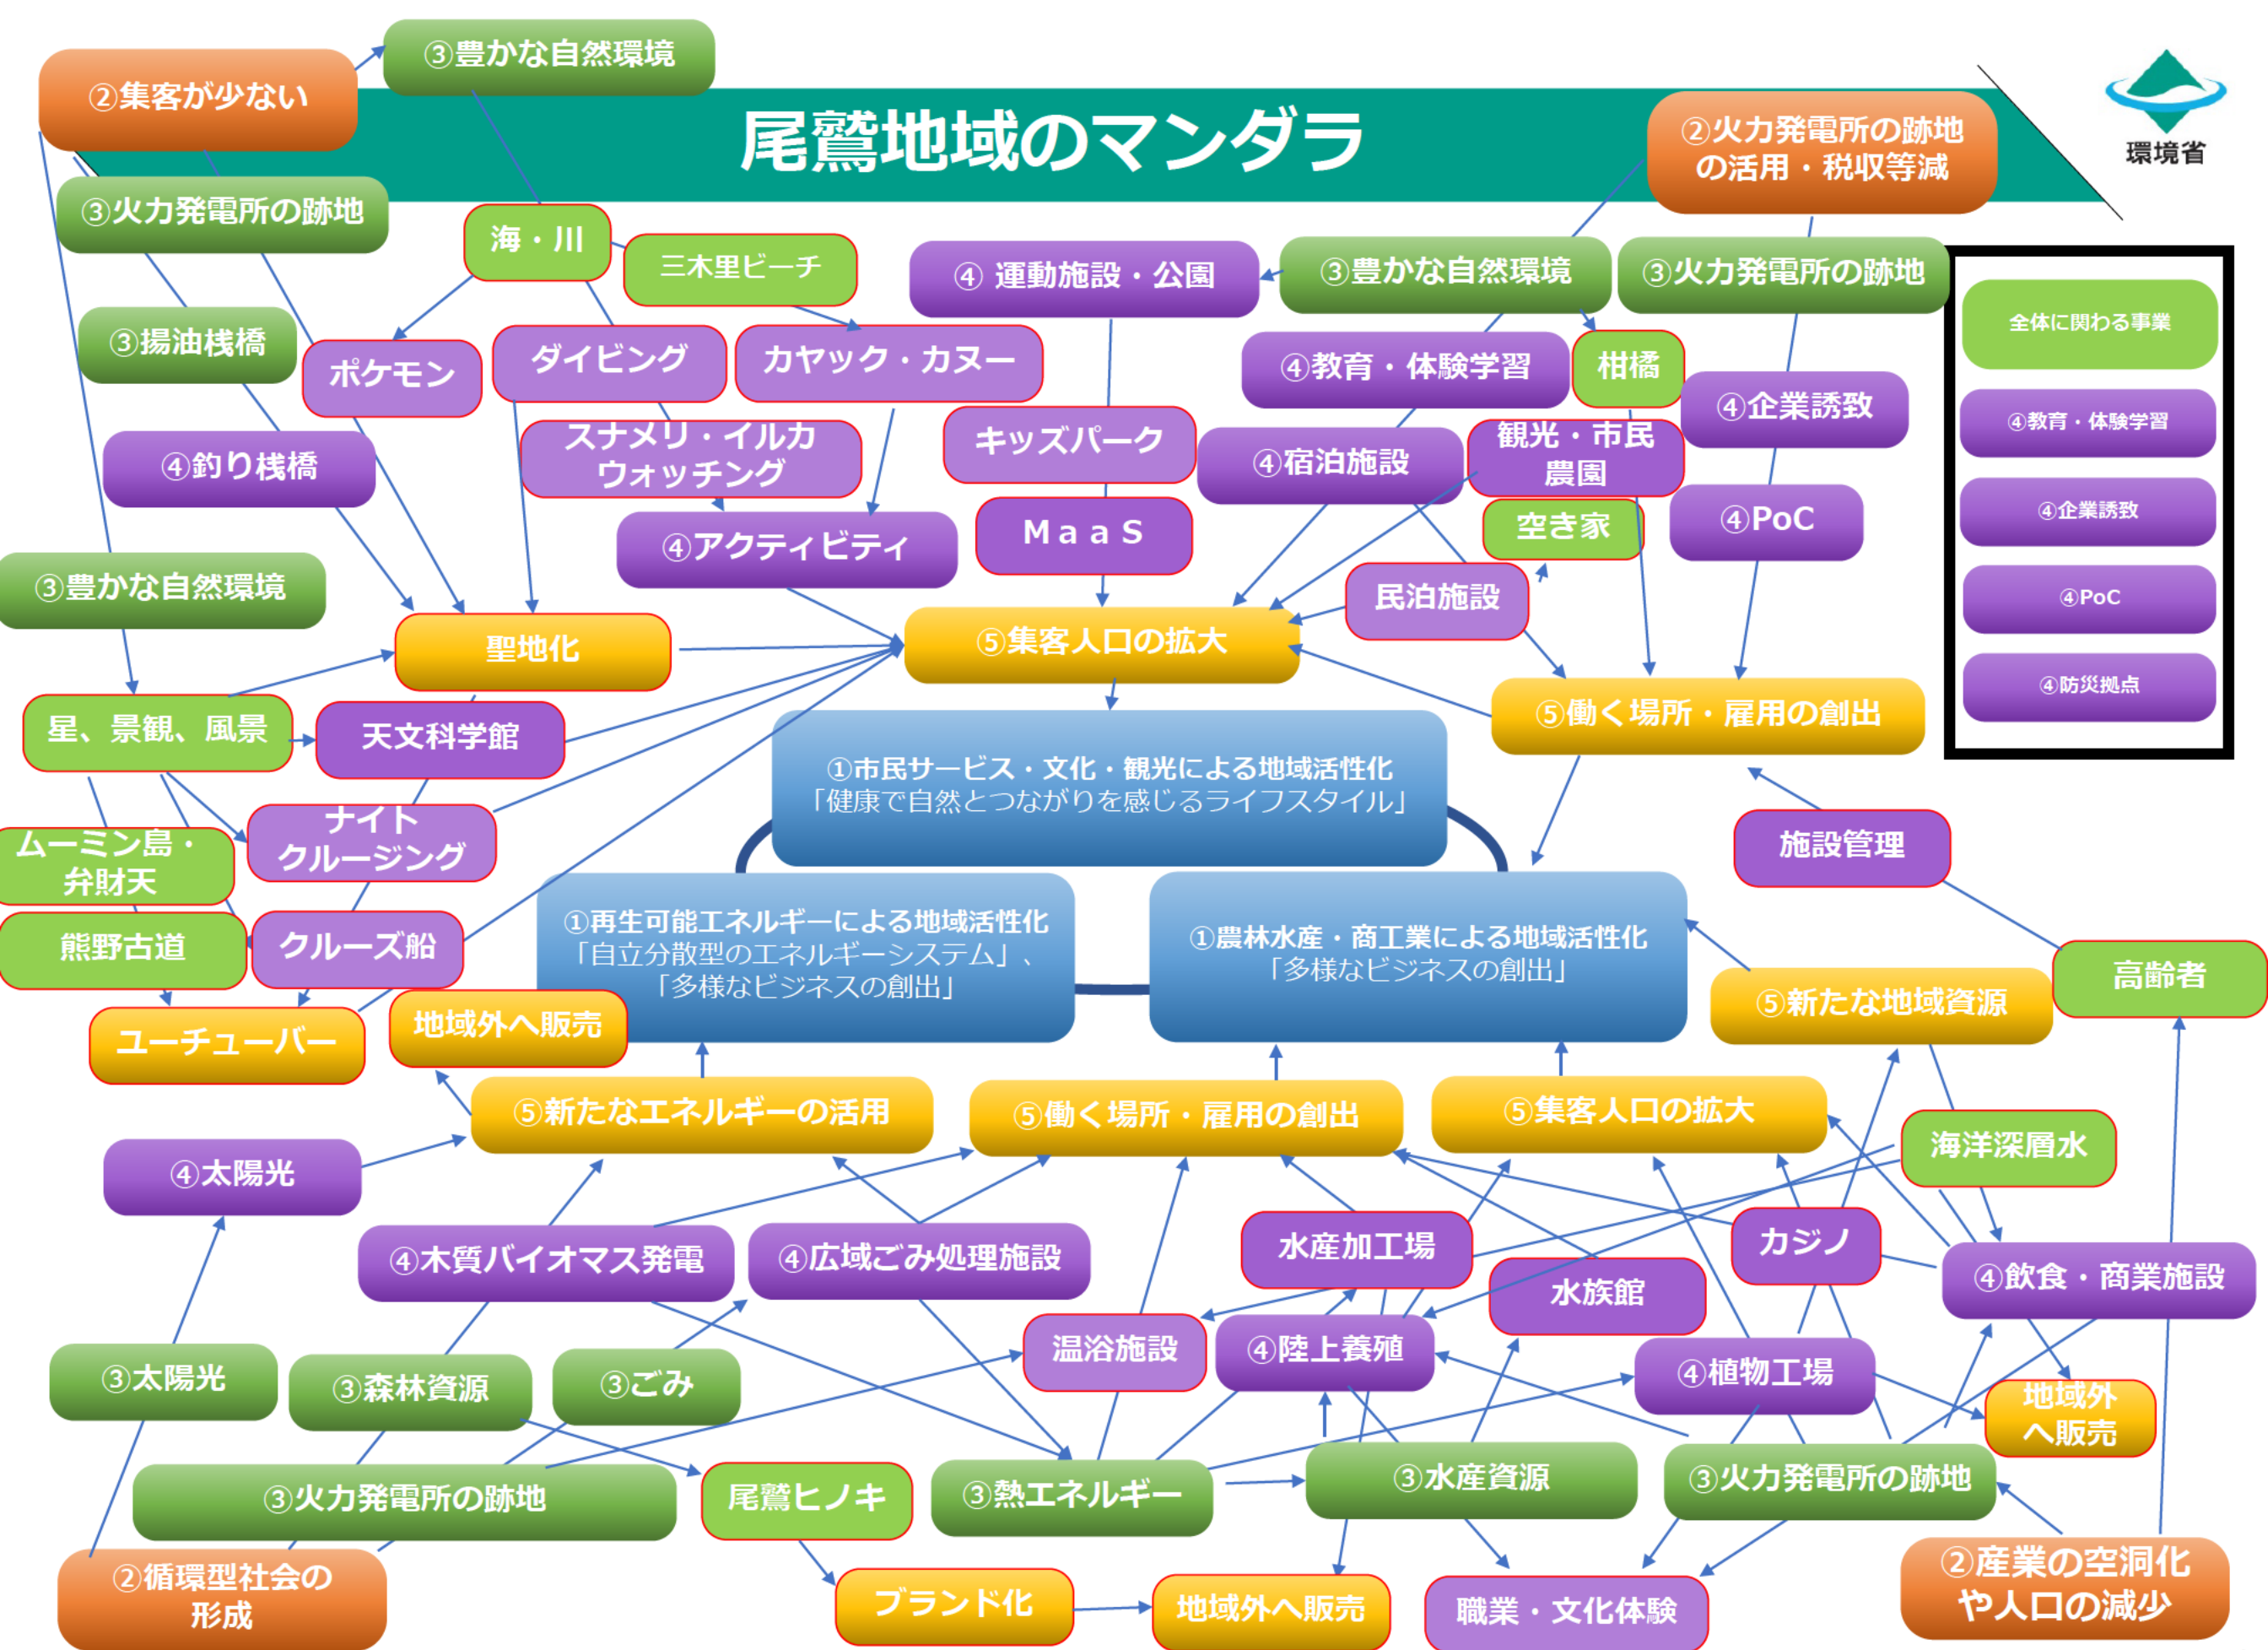 ③豊かな自然環境
②集客が少ない
尾鷲地域のマンダラ
②火力発電所の跡地
の活用・税収等減
環境省
③火力発電所の跡地
海・川
三木里ビーチ
④ 運動施設・公園
③豊かな自然環境
③火力発電所の跡地
全体に関わる事業
④教育・体験学習
④企業誘致
④PoC
④防災拠点
③揚油桟橋
ポケモン
ダイビング
カヤック・カヌー
④教育・体験学習
柑橘
④企業誘致
④釣り桟橋
スナメリ・イルカ
ウォッチング
キッズパーク
④宿泊施設
観光・市民
農園
④アクティビティ
ＭａａＳ
空き家
④PoC
③豊かな自然環境
民泊施設
聖地化
⑤集客人口の拡大
⑤働く場所・雇用の創出
星、景観、風景
天文科学館
①市民サービス・文化・観光による地域活性化
「健康で自然とつながりを感じるライフスタイル」
ナイト
クルージング
ムーミン島・
弁財天
施設管理
熊野古道
クルーズ船
①再生可能エネルギーによる地域活性化
「自立分散型のエネルギーシステム」、
「多様なビジネスの創出」
①農林水産・商工業による地域活性化
「多様なビジネスの創出」
高齢者
⑤新たな地域資源
ユーチューバー
地域外へ販売
⑤新たなエネルギーの活用
⑤働く場所・雇用の創出
⑤集客人口の拡大
海洋深層水
④太陽光
④木質バイオマス発電
④広域ごみ処理施設
水産加工場
カジノ
④飲食・商業施設
水族館
温浴施設
④陸上養殖
④植物工場
③太陽光
③森林資源
③ごみ
地域外
へ販売
③火力発電所の跡地
尾鷲ヒノキ
③熱エネルギー
③水産資源
③火力発電所の跡地
②循環型社会の
形成
ブランド化
地域外へ販売
職業・文化体験
②産業の空洞化
や人口の減少